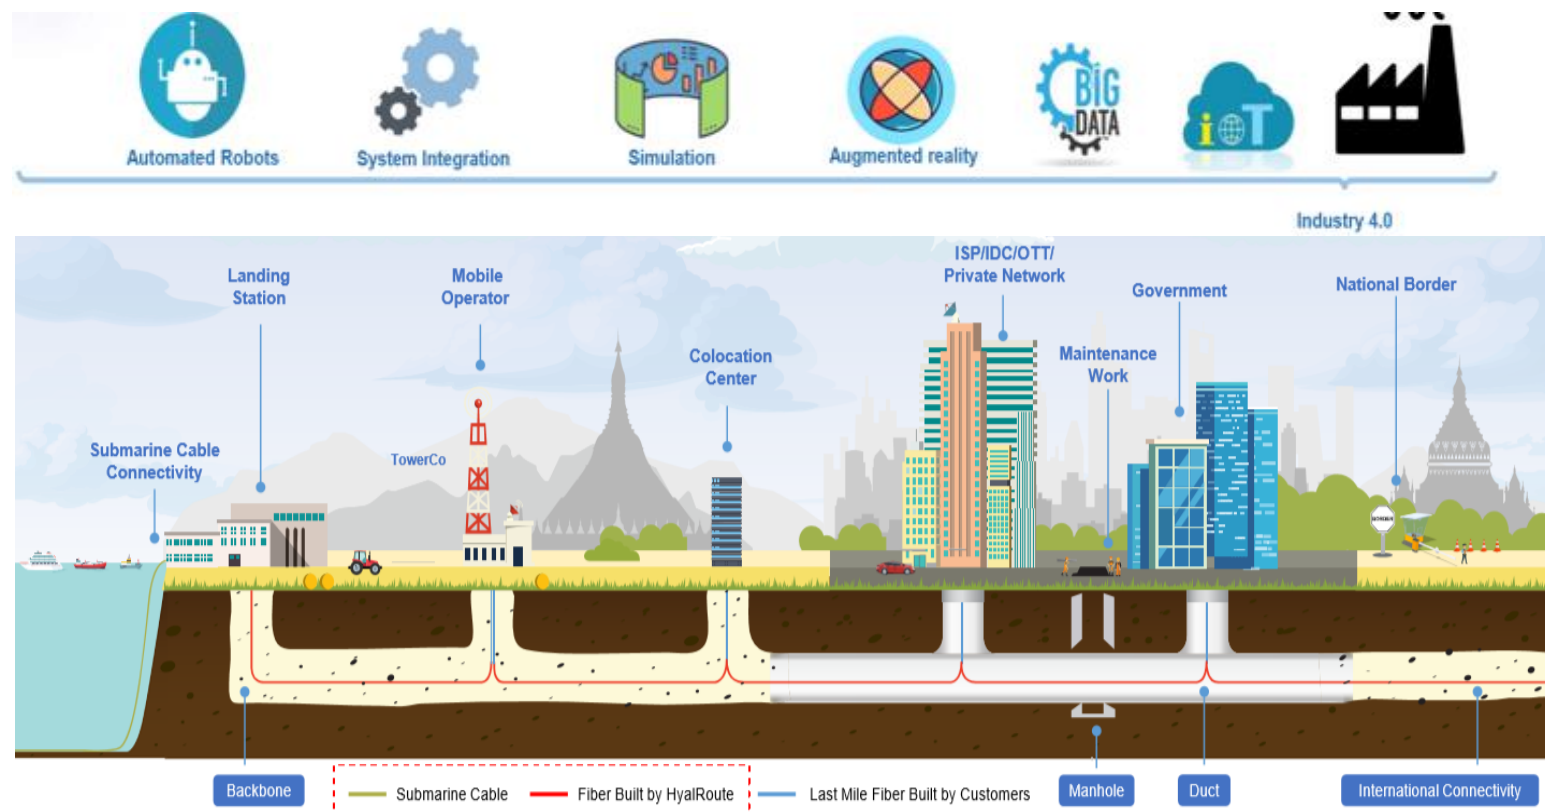 BIG
DATA
iOT
Automated Robots
System Integration
Simulation
Augmented reality
Industry 4.0
Landing
Station
Mobile
Operator
ISP/IDC/OTT/
Private Network
Government
National Border
Colocation
Center
Maintenance
Work
Submarine Cable
Connectivity
TowerCo
Backbone
Submarine Cable
Fiber Built by HyalRoute
Last Mile Fiber Built by Customers
Manhole
Duct
International Connectivity